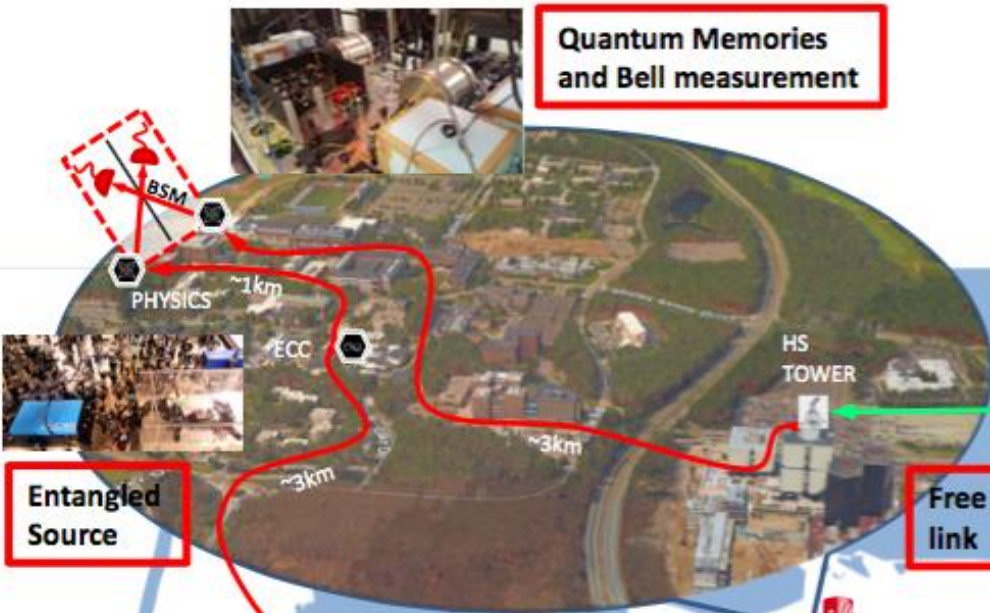 Quantum Memories
and Bell measurement
BSM
PHYSICS
~1km
ECC
HS
TOWER
~3km
~3km
Entangled
Source
Free
link